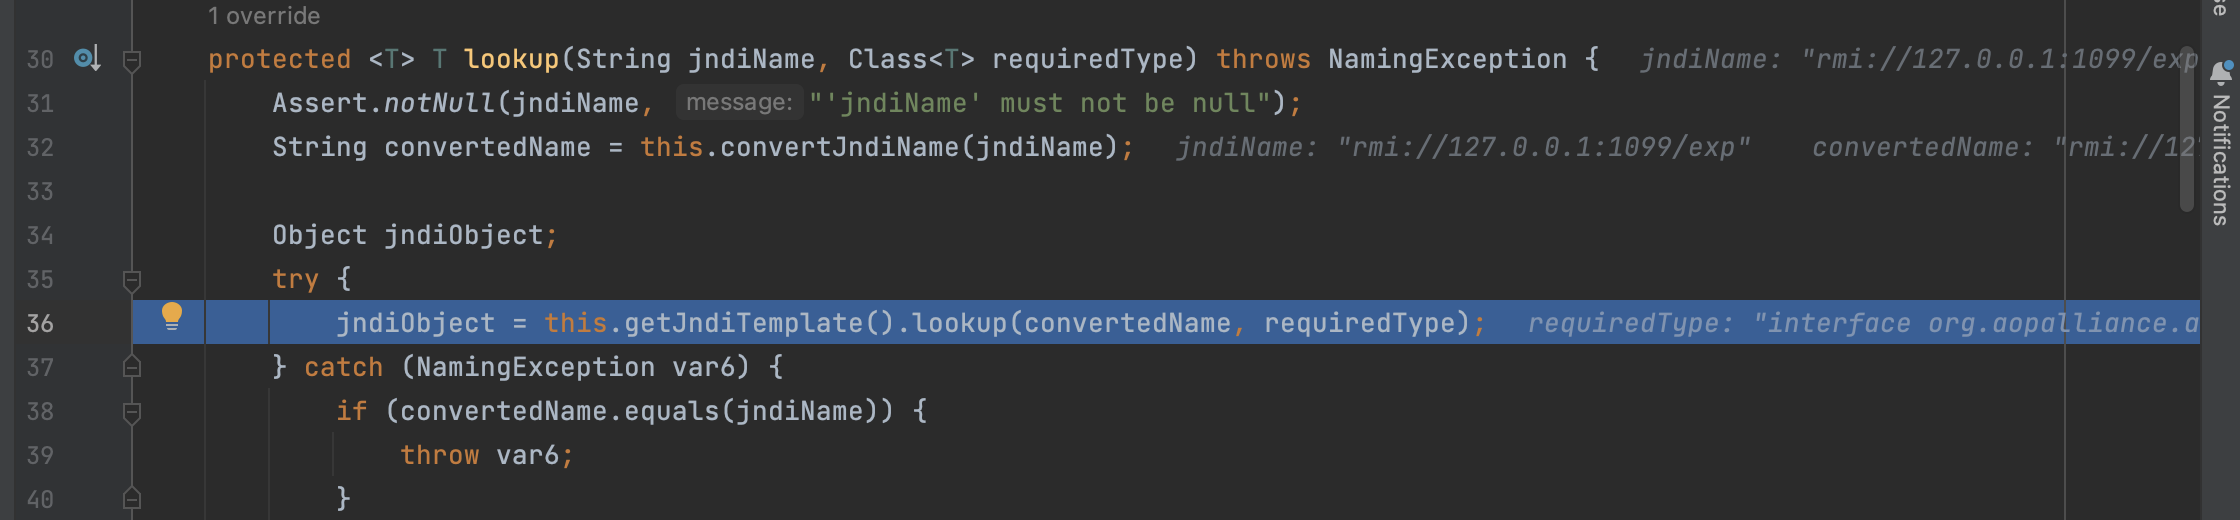 1 override
30 protected <T> T lookup(String jndiName, Class<T> requiredType) throws NamingException { jndiName: "rmi://127.0.0.1:1099/exp
31 Assert.notNull(jndiName, message: "'jndiName' must not be null");
32 String convertedName = this.convertJndiName(jndiName); jndiName: "rmi://127.0.0.1:1099/exp" convertedName: "rmi://12
33
34 Object jndiObject;
35 try {
36 jndiObject = this.getJndiTemplate().lookup(convertedName, requiredType); requiredType: "interface org.aopalliance.a
37 } catch (NamingException var6) {
38 if (convertedName.equals(jndiName)) {
39 throw var6;
40 }
se
Notifications